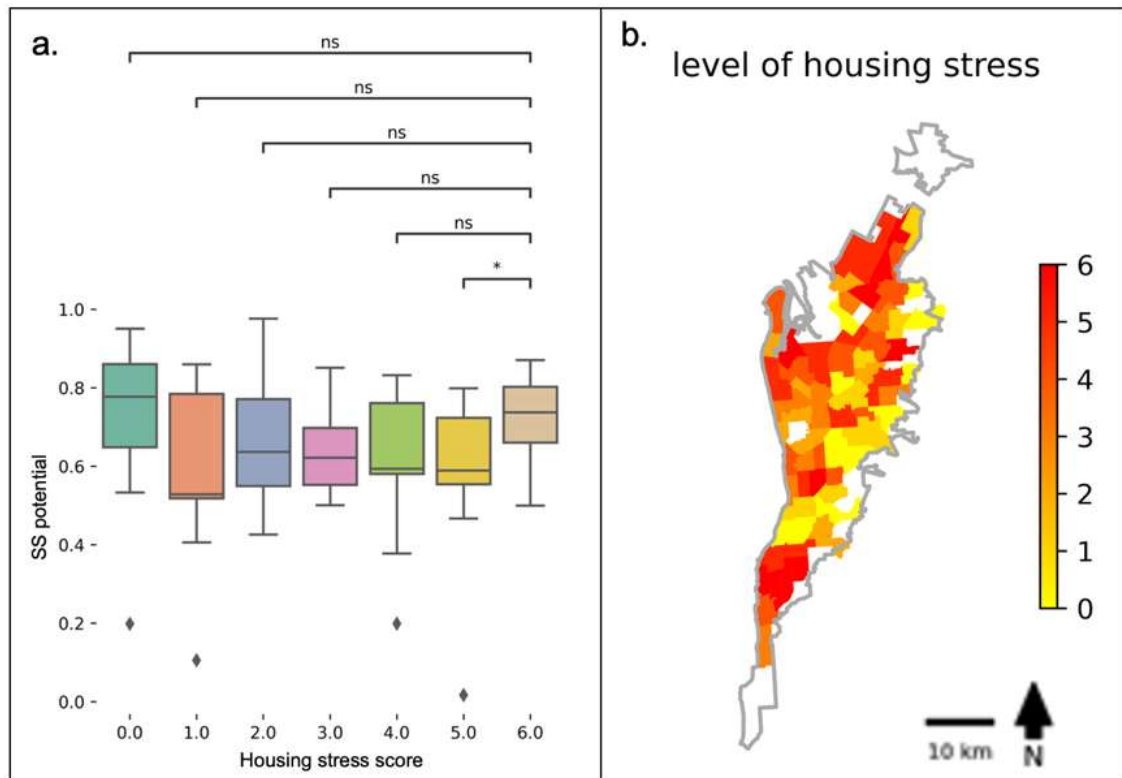 a.
ns
ns
ns
ns
ns
*
1.0
0.8
0.6
0.4
0.2
0.0
SS potential
0.0 1.0 2.0 3.0 4.0 5.0 6.0
Housing stress score
b.
level of housing stress
6
5
4
3
2
1
0
10 km
N